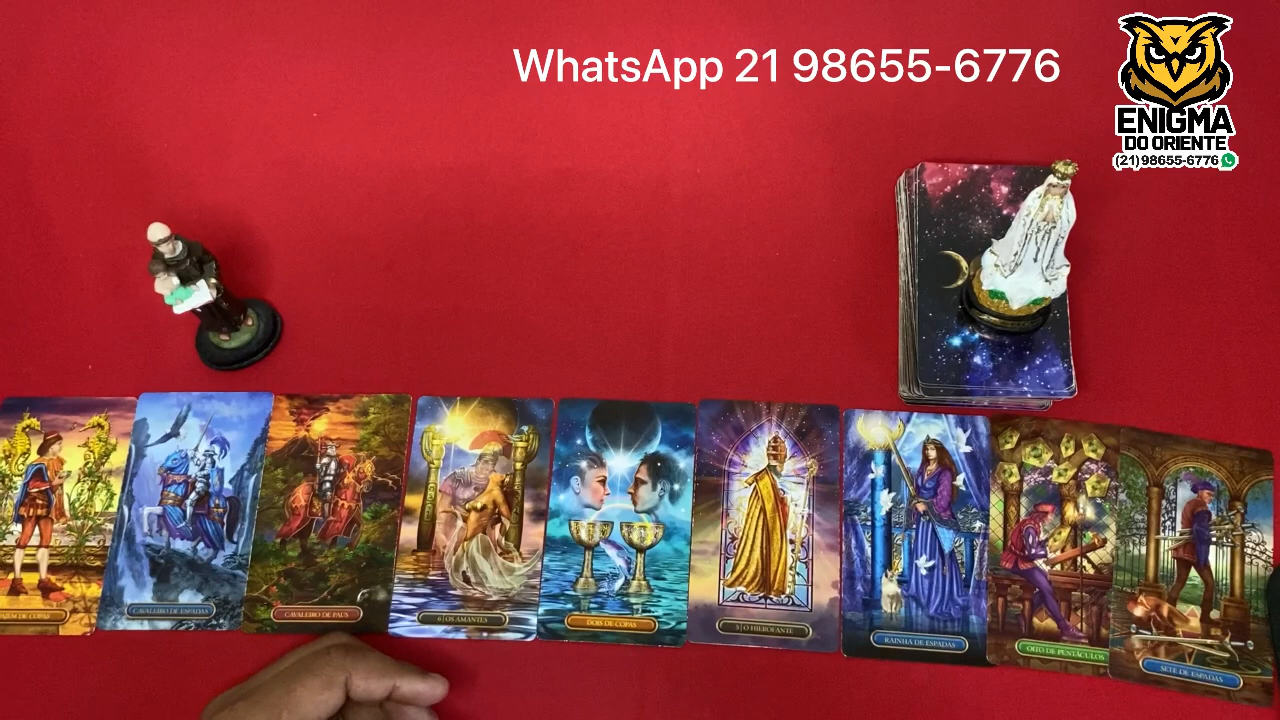 WhatsApp 21 98655-6776
ENIGMA
DO ORIENTE
(21)98655-6776
CAVALEIRO DE ESPADAS
CAVALEIRO DE PAUS
6 | OS AMANTES
DOIS DE COPAS
5 | O HIEROFANTE
RAINHA DE ESPADAS
OITO DE PENTÁCULOS
SETE DE ESPADAS